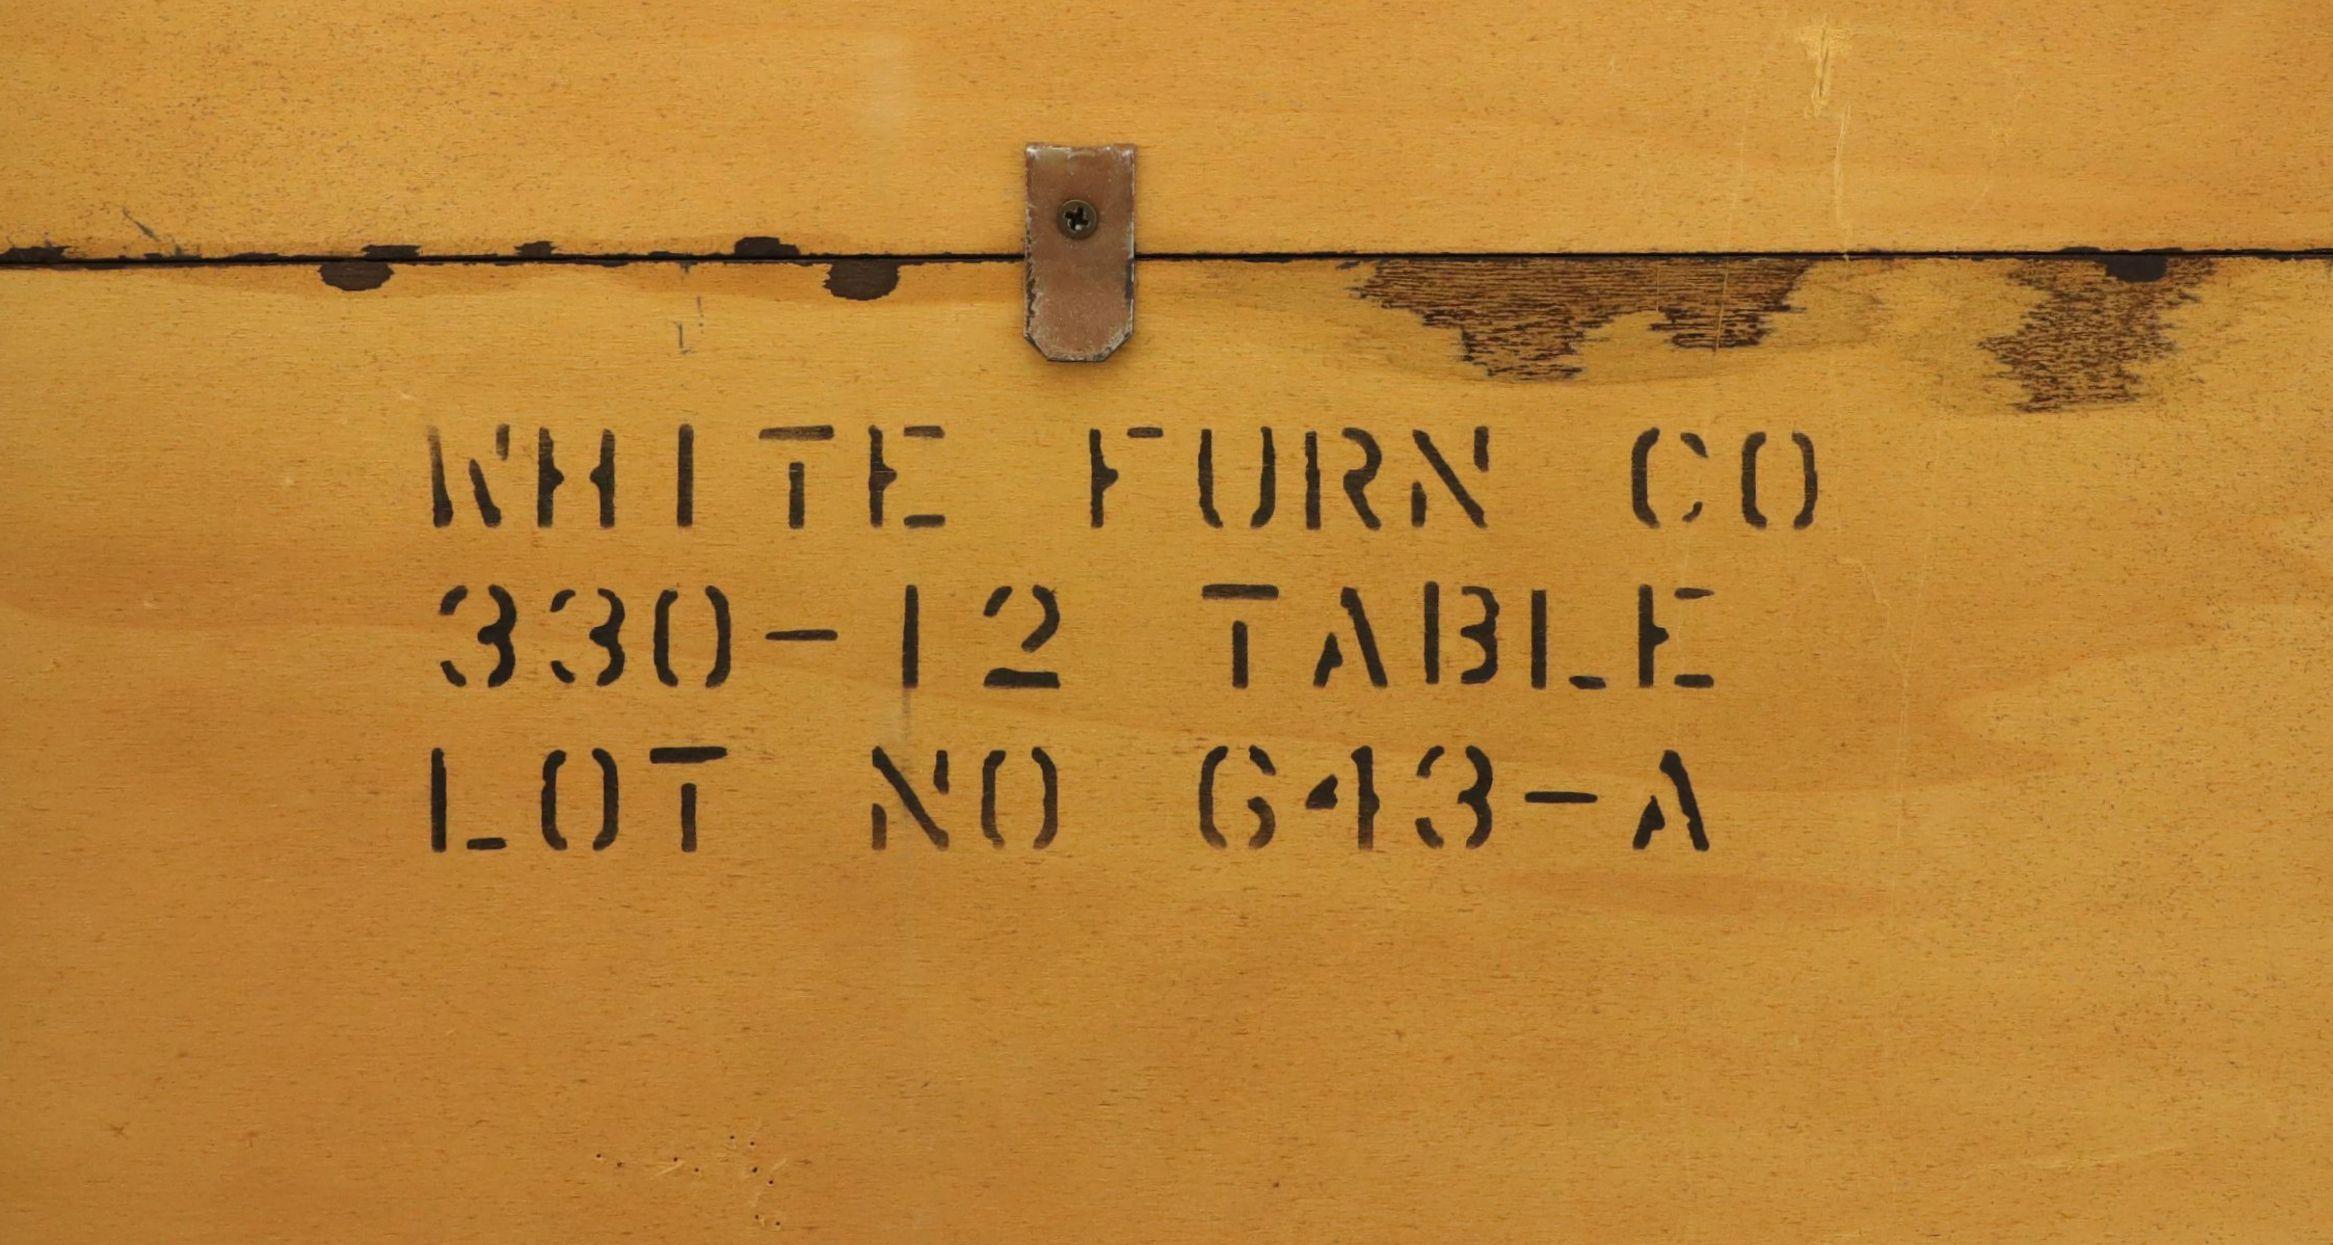 WHITE FURN CO
330-12 TABLE
LOT NO 643-A